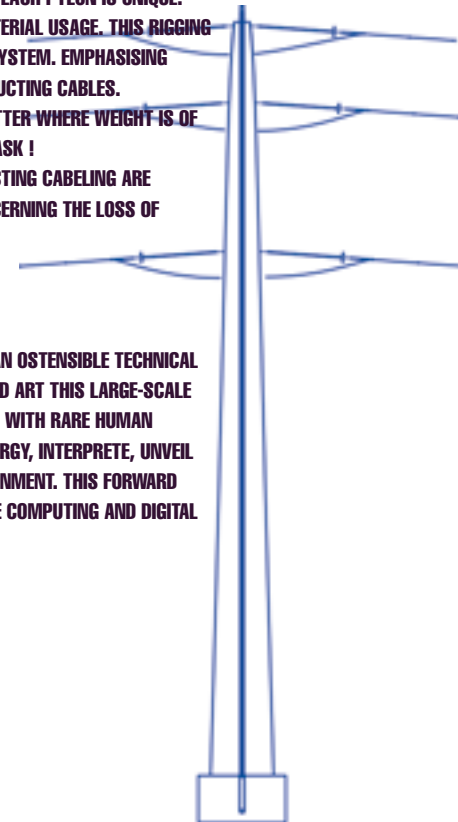 EACH PYLON IS UNIQUE.
TERIAL USAGE. THIS RIGGING
YSTEM. EMPHASISING
UCTING CABLES.
TTER WHERE WEIGHT IS OF
ASK !
STING CABELING ARE
CERNING THE LOSS OF
AN OSTENSIBLE TECHNICAL
D ART THIS LARGE-SCALE
WITH RARE HUMAN
RGY, INTERPRETE, UNVEIL
NMENT. THIS FORWARD
E COMPUTING AND DIGITAL